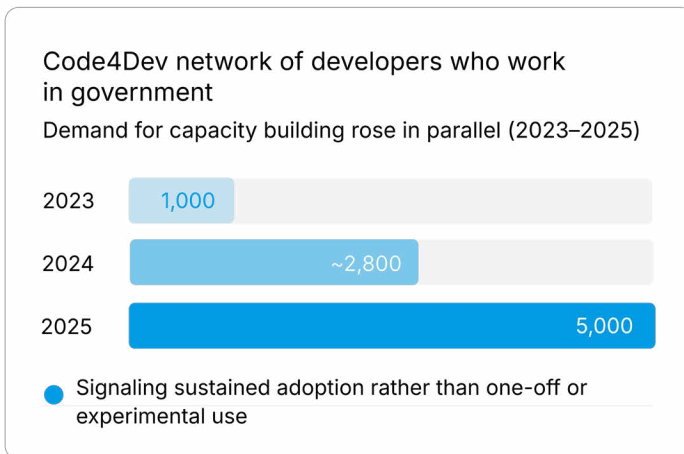 Code4Dev network of developers who work
in government
Demand for capacity building rose in parallel (2023–2025)
2023 1,000
2024 ~2,800
2025 5,000
Signaling sustained adoption rather than one-off or
experimental use